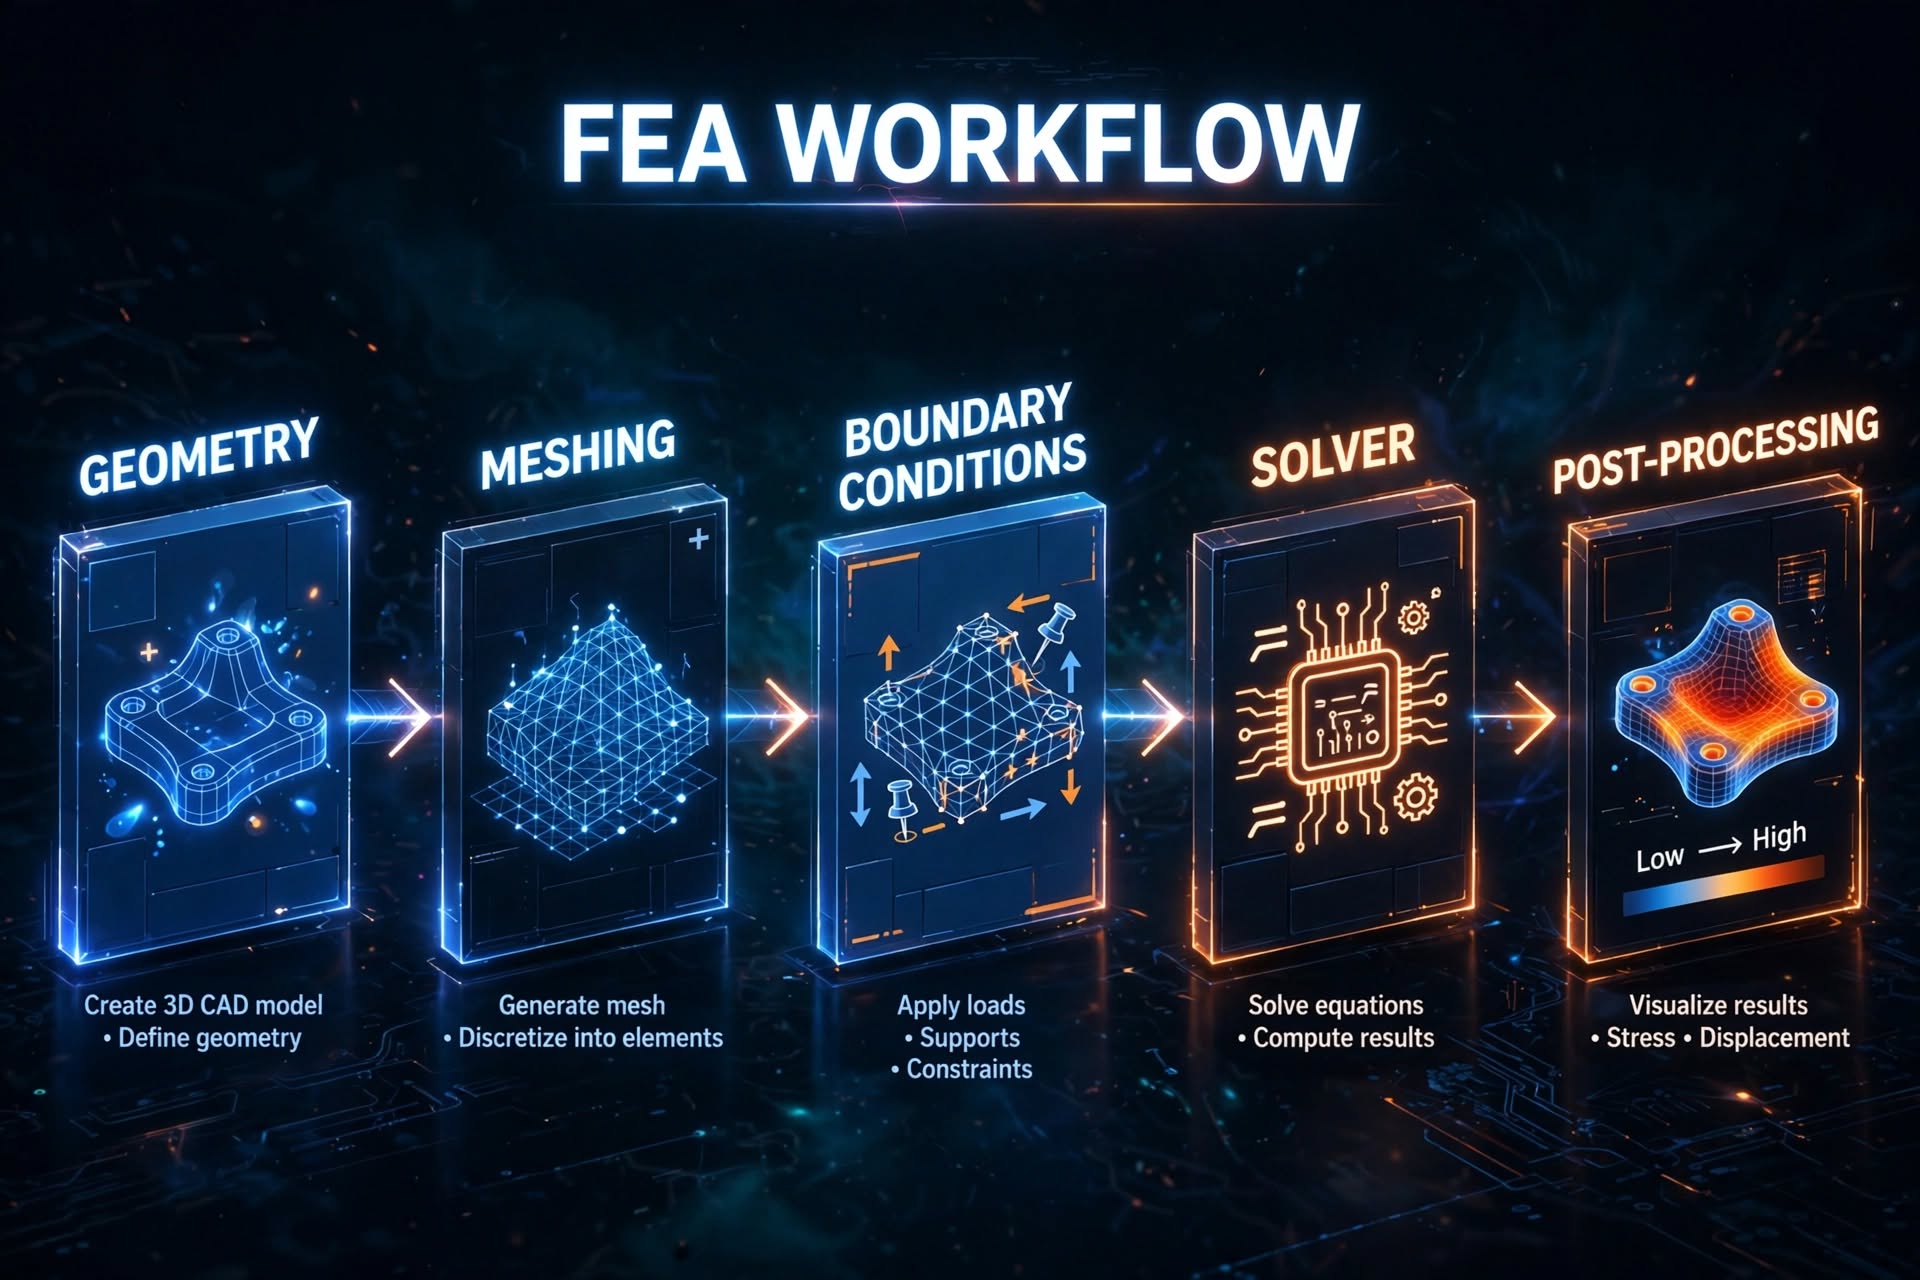 FEA WORKFLOW
GEOMETRY
Create 3D CAD model
• Define geometry
MESHING
Generate mesh
• Discretize into elements
BOUNDARY
CONDITIONS
Apply loads
• Supports
• Constraints
SOLVER
Solve equations
• Compute results
POST-PROCESSING
Low → High
Visualize results
• Stress • Displacement